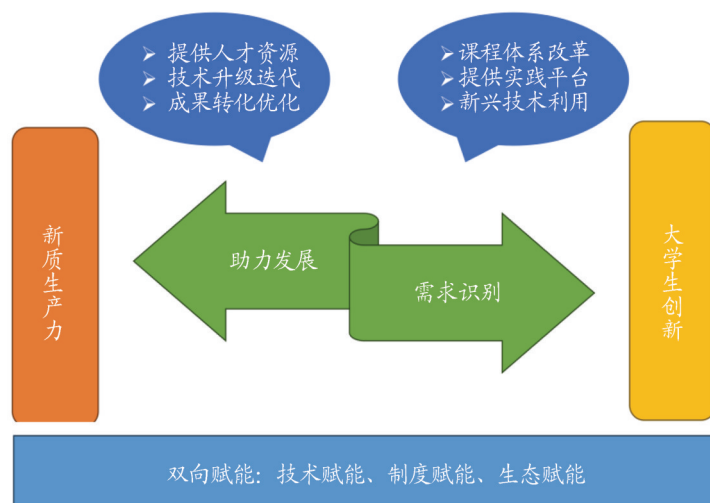 提供人才资源
技术升级迭代
成果转化优化
课程体系改革
提供实践平台
新兴技术利用
新质生产力
助力发展
需求识别
大学生创新
双向赋能：技术赋能、制度赋能、生态赋能